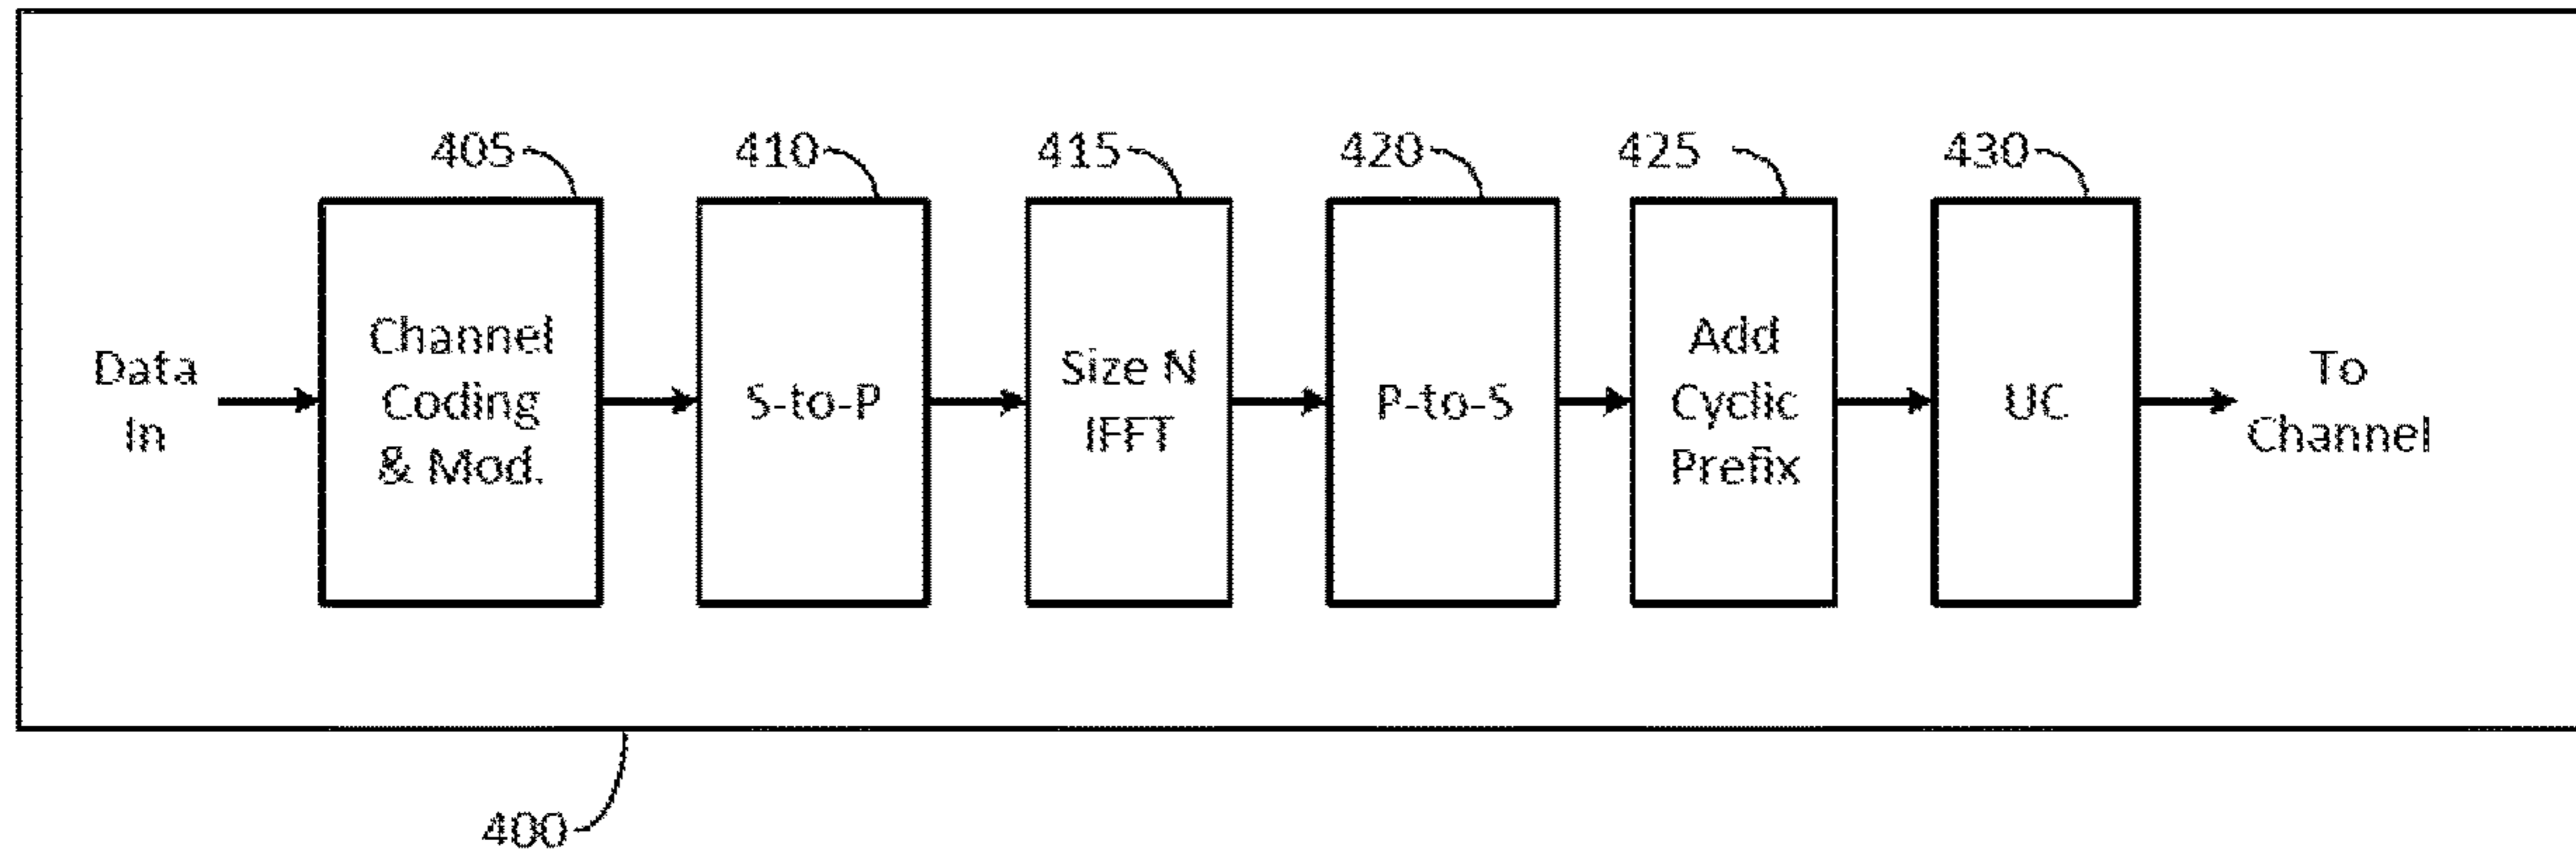 405
410
415
420
425
430
Data
In
Channel
Coding
& Mod.
S-to-P
Size N
IFFT
P-to-S
Add
Cyclic
Prefix
UC
To
Channel
400